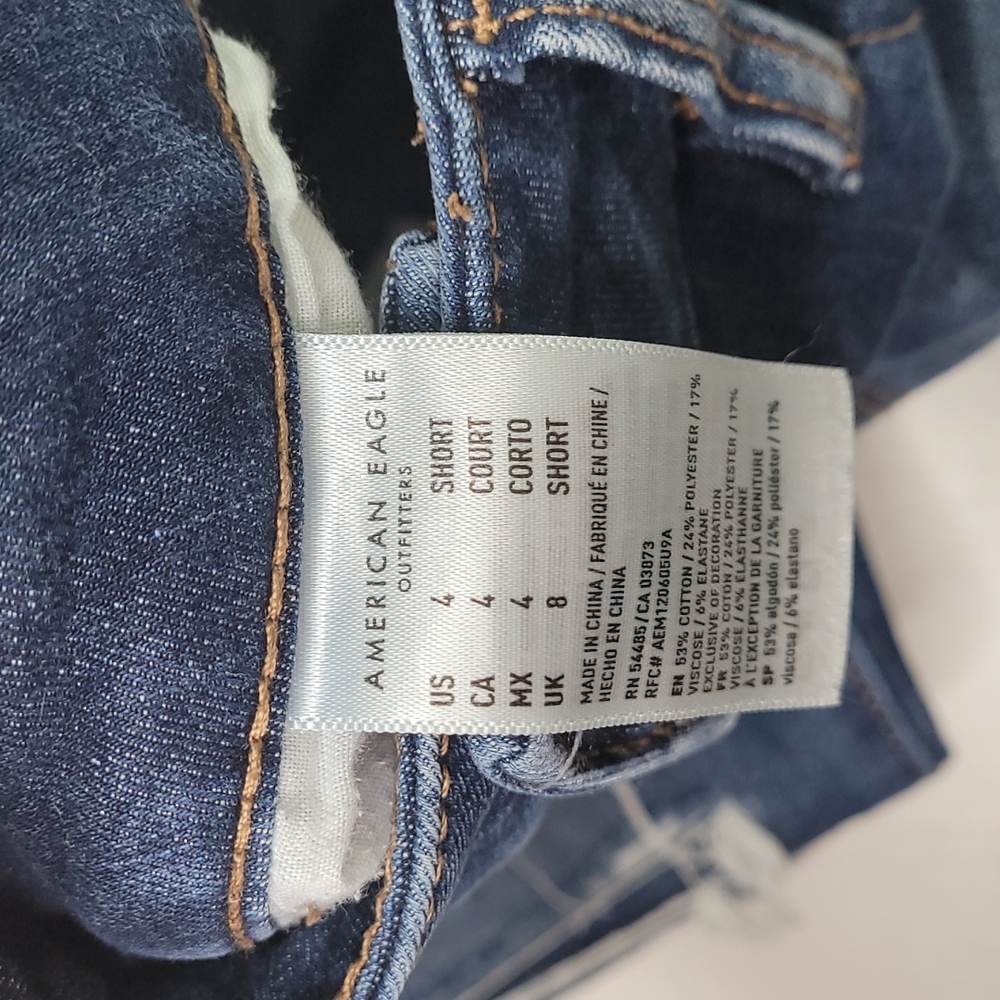 AMERICAN EAGLE
OUTFITTERS
US 4 SHORT
CA 4 COURT
MX 4 CORTO
UK 8 SHORT
MADE IN CHINA / FABRIQUÉ EN CHINE /
HECHO EN CHINA
RN 54485/CA 03873
RFC# AEM120605U9A
EN 53% COTTON / 24% POLYESTER / 17%
VISCOSE / 6% ELASTANE
EXCLUSIVE OF DECORATION
FR 53% COTON / 24% POLYESTER / 17%
VISCOSE / 6% ELASTHANNE
À L'EXCEPTION DE LA GARNITURE
SP 53% algodón / 24% poliéster / 17%
viscosa / 6% elastano